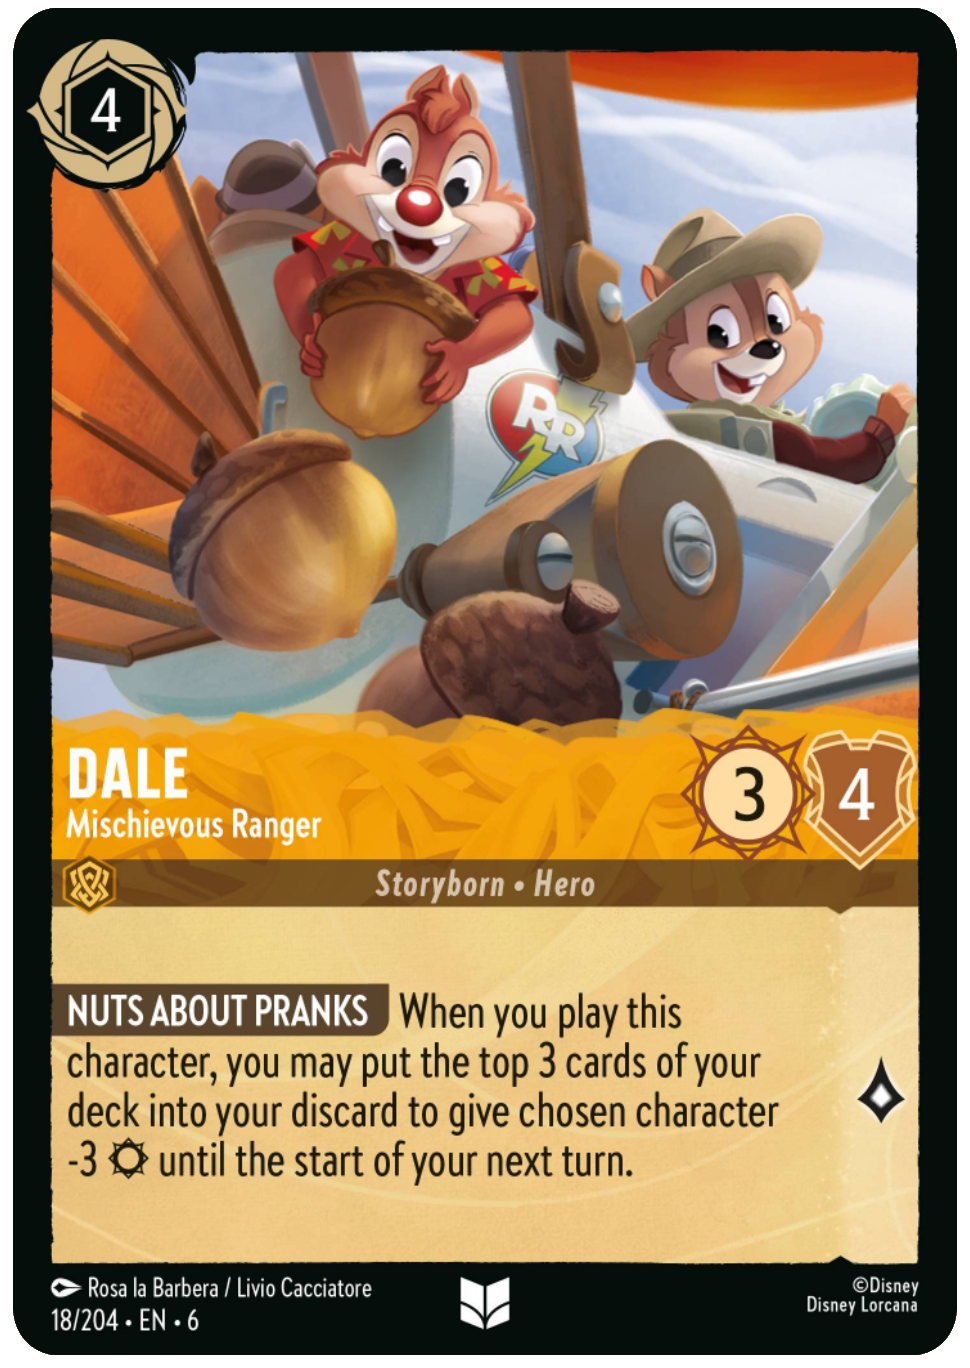 4
RR
DALE
Mischievous Ranger
3
4
Storyborn • Hero
NUTS ABOUT PRANKS When you play this
character, you may put the top 3 cards of your
deck into your discard to give chosen character
-3 until the start of your next turn.
Rosa la Barbera / Livio Cacciatore
18/204 • EN • 6
©Disney
Disney Lorcana